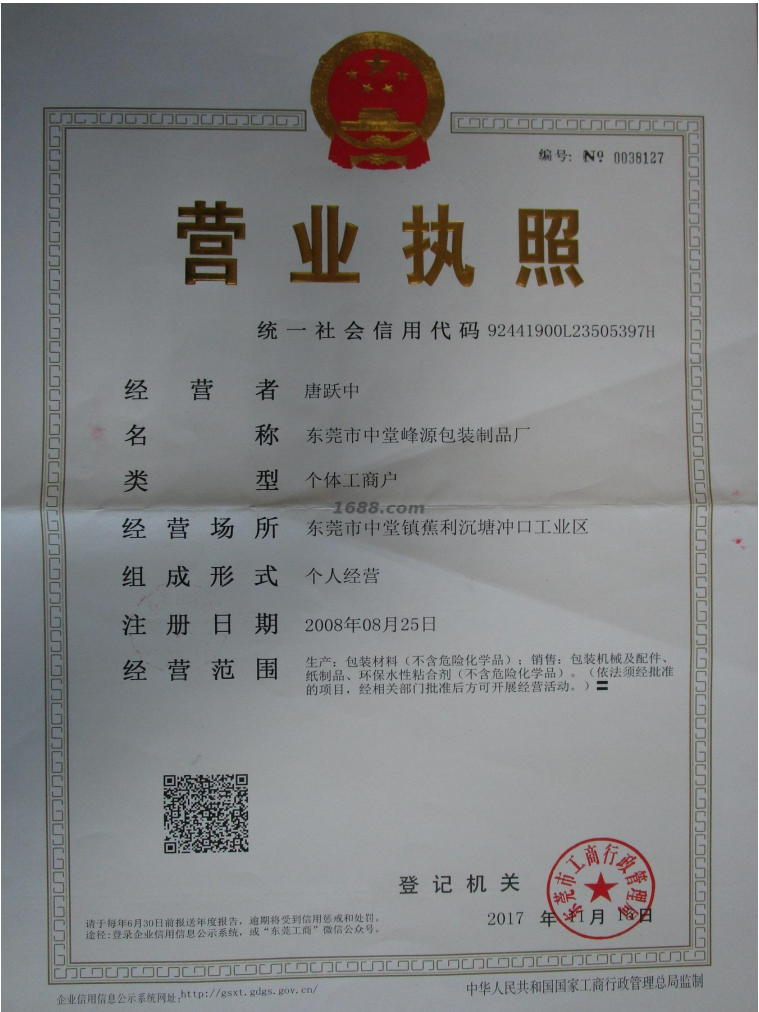 编号: № 0038127
营业执照
统一社会信用代码 92441900L23505397H
经营者 唐跃中
名称 东莞市中堂峰源包装制品厂
类型 个体工商户
1688.com
经营场所 东莞市中堂镇蕉利沉塘冲口工业区
组成形式 个人经营
注册日期 2008年08月25日
经营范围 生产：包装材料（不含危险化学品）；销售：包装机械及配件、
纸制品、环保水性粘合剂（不含危险化学品）。（依法须经批准
的项目，经相关部门批准后方可开展经营活动。）〓
登记机关
东莞市工商行政管理局
2017 年 11月 日
请于每年6月30日前报送年度报告，逾期将受到信用惩戒和处罚。
途径:登录企业信用信息公示系统，或“东莞工商”微信公众号。
企业信用信息公示系统网址:http://gsxt.gdgs.gov.cn/
中华人民共和国国家工商行政管理总局监制